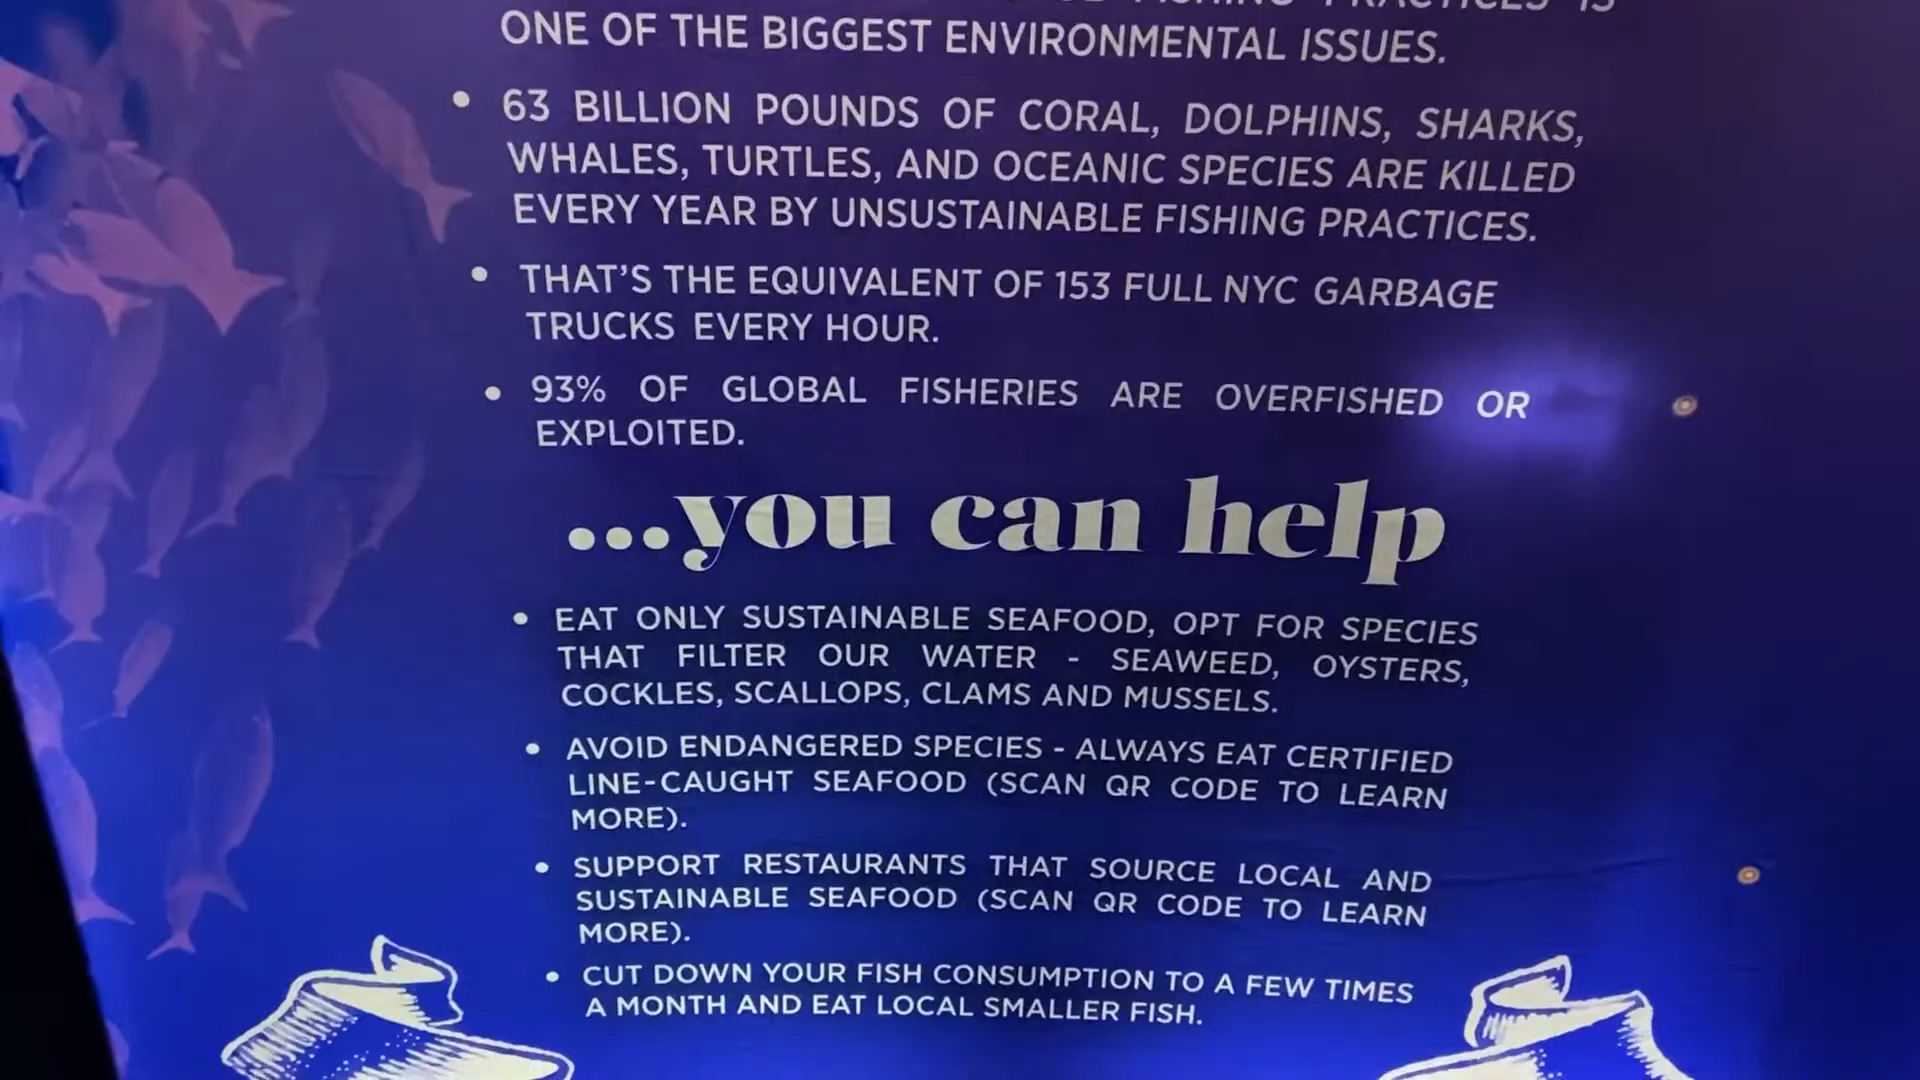 FISHING PRACTICES IS
ONE OF THE BIGGEST ENVIRONMENTAL ISSUES.
• 63 BILLION POUNDS OF CORAL, DOLPHINS, SHARKS,
WHALES, TURTLES, AND OCEANIC SPECIES ARE KILLED
EVERY YEAR BY UNSUSTAINABLE FISHING PRACTICES.
• THAT'S THE EQUIVALENT OF 153 FULL NYC GARBAGE
TRUCKS EVERY HOUR.
• 93% OF GLOBAL FISHERIES ARE OVERFISHED OR
EXPLOITED.
...you can help
• EAT ONLY SUSTAINABLE SEAFOOD, OPT FOR SPECIES
THAT FILTER OUR WATER - SEAWEED, OYSTERS,
COCKLES, SCALLOPS, CLAMS AND MUSSELS.
• AVOID ENDANGERED SPECIES - ALWAYS EAT CERTIFIED
LINE-CAUGHT SEAFOOD (SCAN QR CODE TO LEARN
MORE).
• SUPPORT RESTAURANTS THAT SOURCE LOCAL AND
SUSTAINABLE SEAFOOD (SCAN QR CODE TO LEARN
MORE).
• CUT DOWN YOUR FISH CONSUMPTION TO A FEW TIMES
A MONTH AND EAT LOCAL SMALLER FISH.